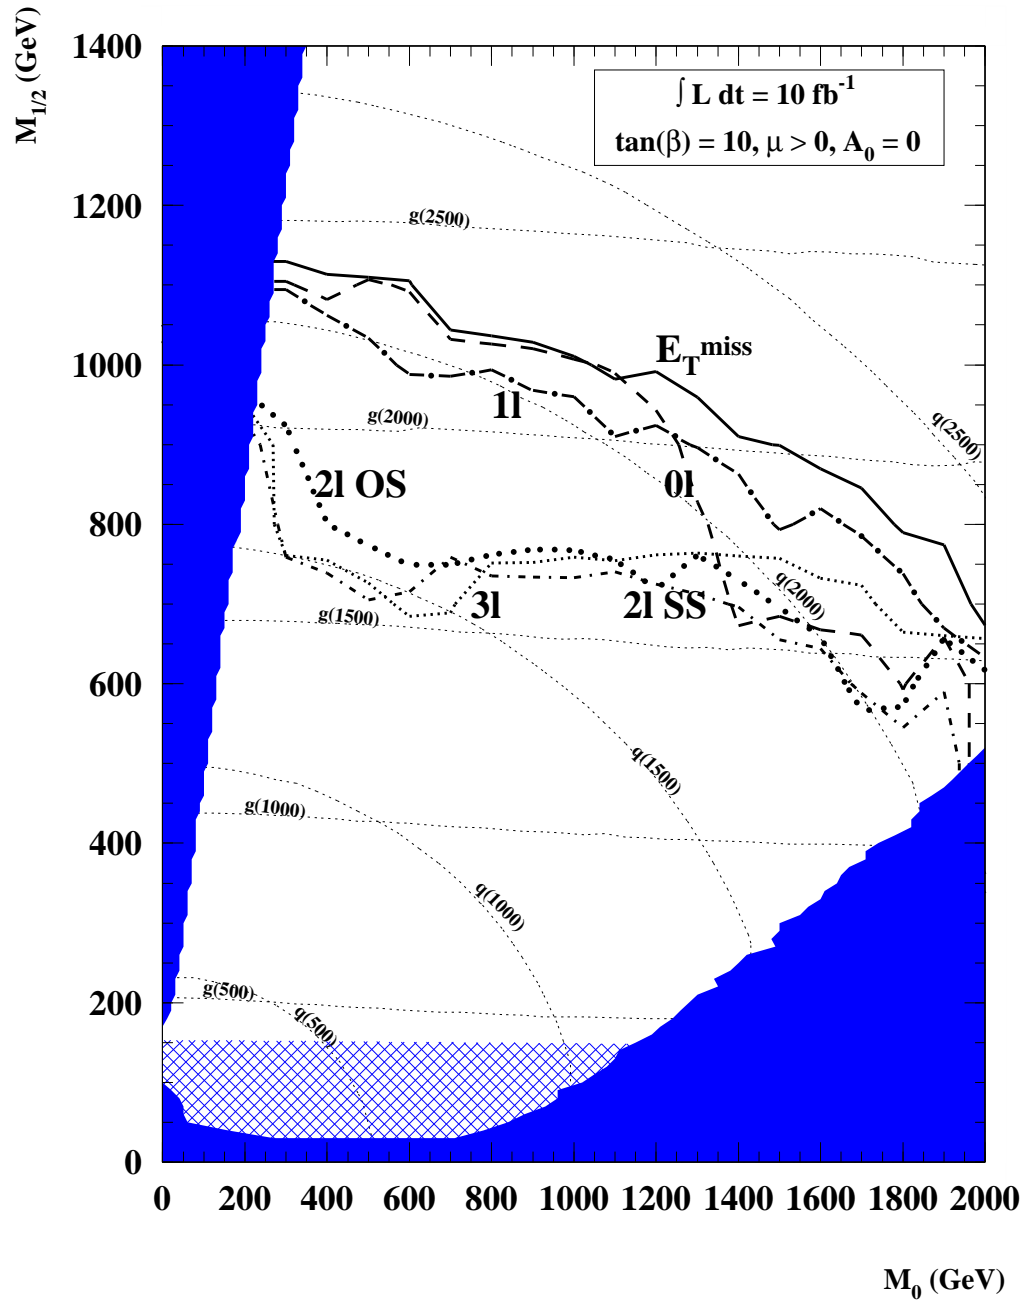 M1/2 (GeV)
1400
1200
1000
800
600
400
200
0
∫ L dt = 10 fb-1
tan(β) = 10, μ > 0, A0 = 0
g(2500)
ETmiss
1l
g(2000)
q(2500)
2l OS
0l
3l
2l SS
q(2000)
g(1500)
q(1500)
g(1000)
q(1000)
g(500)
q(500)
0 200 400 600 800 1000 1200 1400 1600 1800 2000
M0 (GeV)